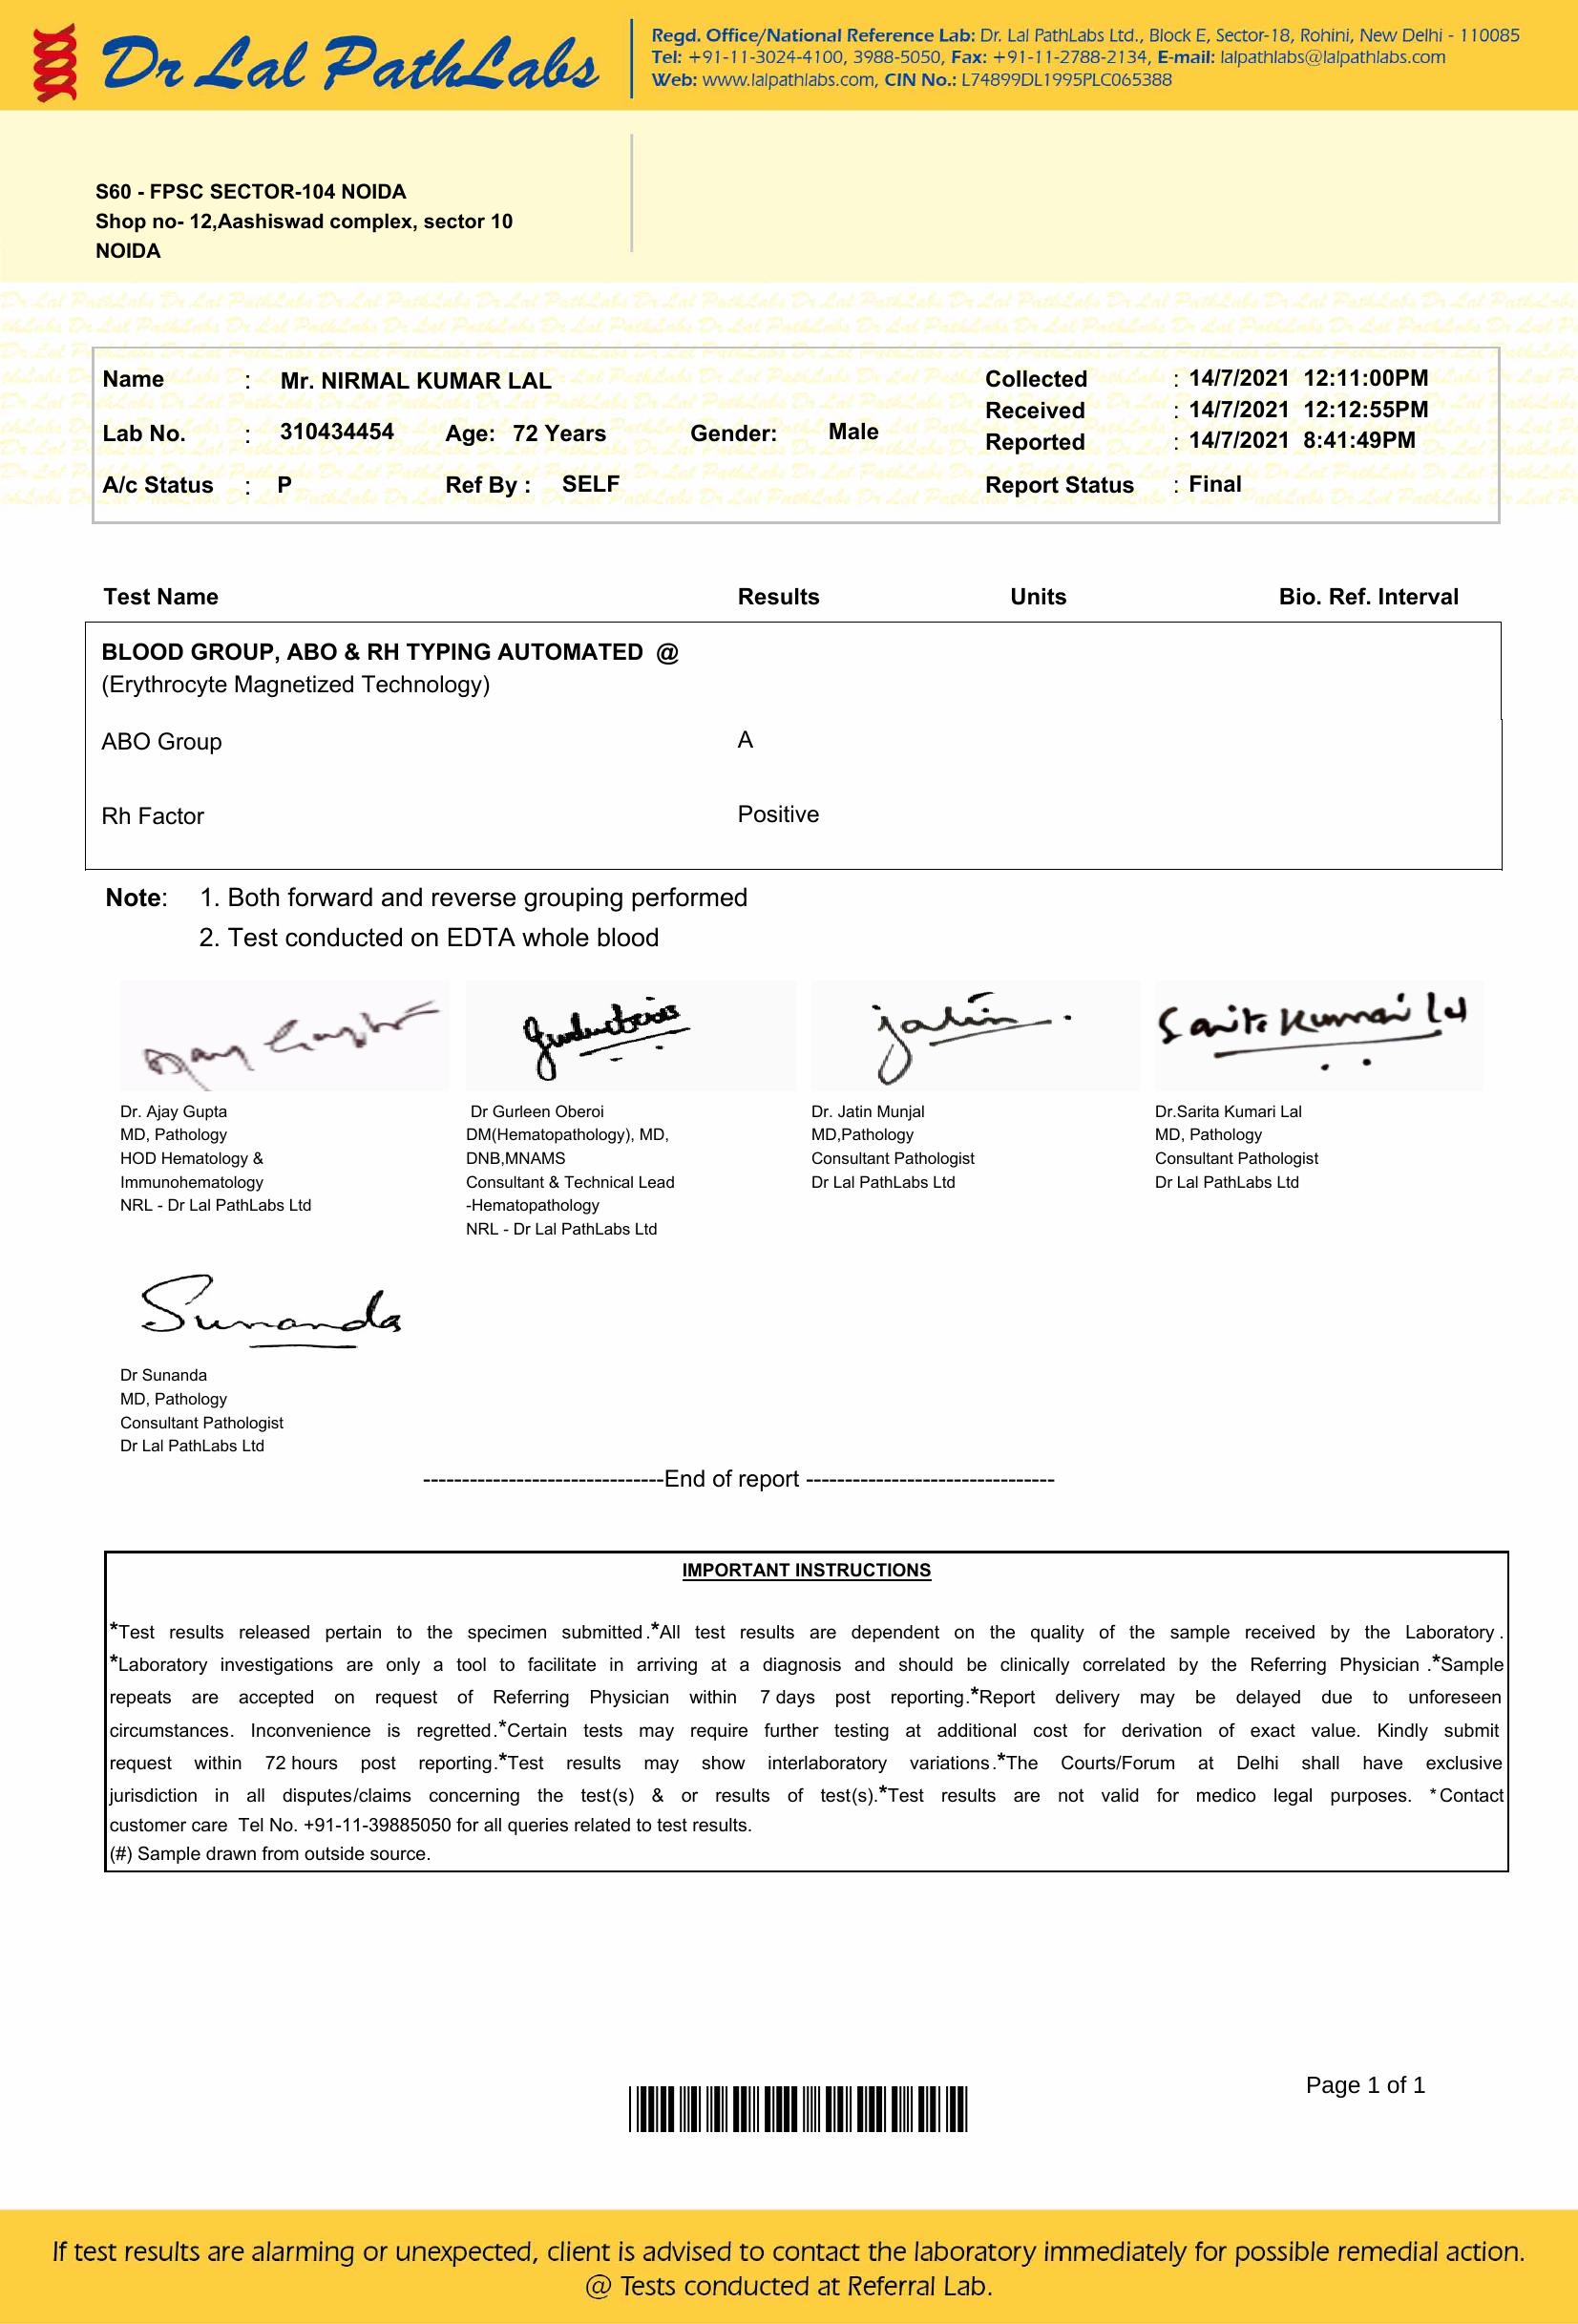 Dr Lal PathLabs
Regd. Office/National Reference Lab: Dr. Lal PathLabs Ltd., Block E, Sector-18, Rohini, New Delhi - 110085
Tel: +91-11-3024-4100, 3988-5050, Fax: +91-11-2788-2134, E-mail: lalpathlabs@lalpathlabs.com
Web: www.lalpathlabs.com, CIN No.: L74899DL1995PLC065388
S60 - FPSC SECTOR-104 NOIDA
Shop no- 12,Aashiswad complex, sector 10
NOIDA
Name : Mr. NIRMAL KUMAR LAL
Collected : 14/7/2021 12:11:00PM
Received : 14/7/2021 12:12:55PM
Lab No. : 310434454 Age: 72 Years Gender: Male
Reported : 14/7/2021 8:41:49PM
A/c Status : P Ref By : SELF Report Status : Final
Test Name Results Units Bio. Ref. Interval
BLOOD GROUP, ABO & RH TYPING AUTOMATED @
(Erythrocyte Magnetized Technology)
ABO Group A
Rh Factor Positive
Note: 1. Both forward and reverse grouping performed
2. Test conducted on EDTA whole blood
Ajay Gupta
jatin
Sarita Kumari Lal
Dr. Ajay Gupta
MD, Pathology
HOD Hematology &
Immunohematology
NRL - Dr Lal PathLabs Ltd
Dr Gurleen Oberoi
DM(Hematopathology), MD,
DNB,MNAMS
Consultant & Technical Lead
-Hematopathology
NRL - Dr Lal PathLabs Ltd
Dr. Jatin Munjal
MD,Pathology
Consultant Pathologist
Dr Lal PathLabs Ltd
Dr.Sarita Kumari Lal
MD, Pathology
Consultant Pathologist
Dr Lal PathLabs Ltd
Sunanda
Dr Sunanda
MD, Pathology
Consultant Pathologist
Dr Lal PathLabs Ltd
-------------------------------End of report --------------------------------
IMPORTANT INSTRUCTIONS
*Test results released pertain to the specimen submitted.*All test results are dependent on the quality of the sample received by the Laboratory.
*Laboratory investigations are only a tool to facilitate in arriving at a diagnosis and should be clinically correlated by the Referring Physician.*Sample
repeats are accepted on request of Referring Physician within 7 days post reporting.*Report delivery may be delayed due to unforeseen
circumstances. Inconvenience is regretted.*Certain tests may require further testing at additional cost for derivation of exact value. Kindly submit
request within 72 hours post reporting.*Test results may show interlaboratory variations.*The Courts/Forum at Delhi shall have exclusive
jurisdiction in all disputes/claims concerning the test(s) & or results of test(s).*Test results are not valid for medico legal purposes. *Contact
customer care Tel No. +91-11-39885050 for all queries related to test results.
(#) Sample drawn from outside source.
Page 1 of 1
If test results are alarming or unexpected, client is advised to contact the laboratory immediately for possible remedial action.
@ Tests conducted at Referral Lab.